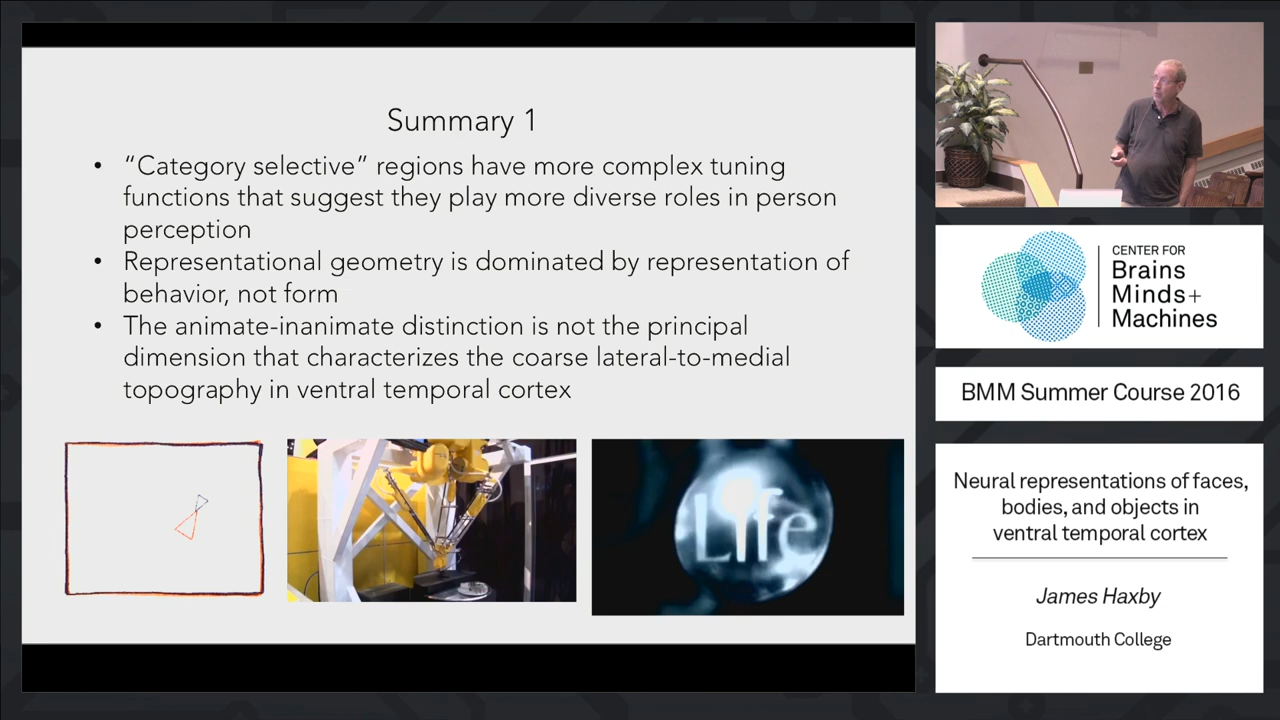 Summary 1
• “Category selective” regions have more complex tuning
functions that suggest they play more diverse roles in person
perception
• Representational geometry is dominated by representation of
behavior, not form
• The animate-inanimate distinction is not the principal
dimension that characterizes the coarse lateral-to-medial
topography in ventral temporal cortex
Life
CENTER FOR
Brains
Minds+
Machines
BMM Summer Course 2016
Neural representations of faces,
bodies, and objects in
ventral temporal cortex
James Haxby
Dartmouth College